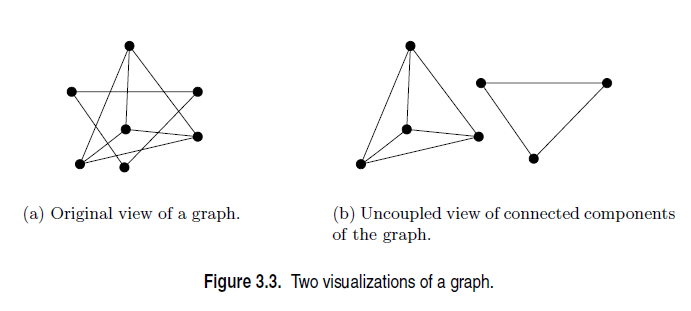 (a) Original view of a graph.
(b) Uncoupled view of connected components
of the graph.
Figure 3.3. Two visualizations of a graph.